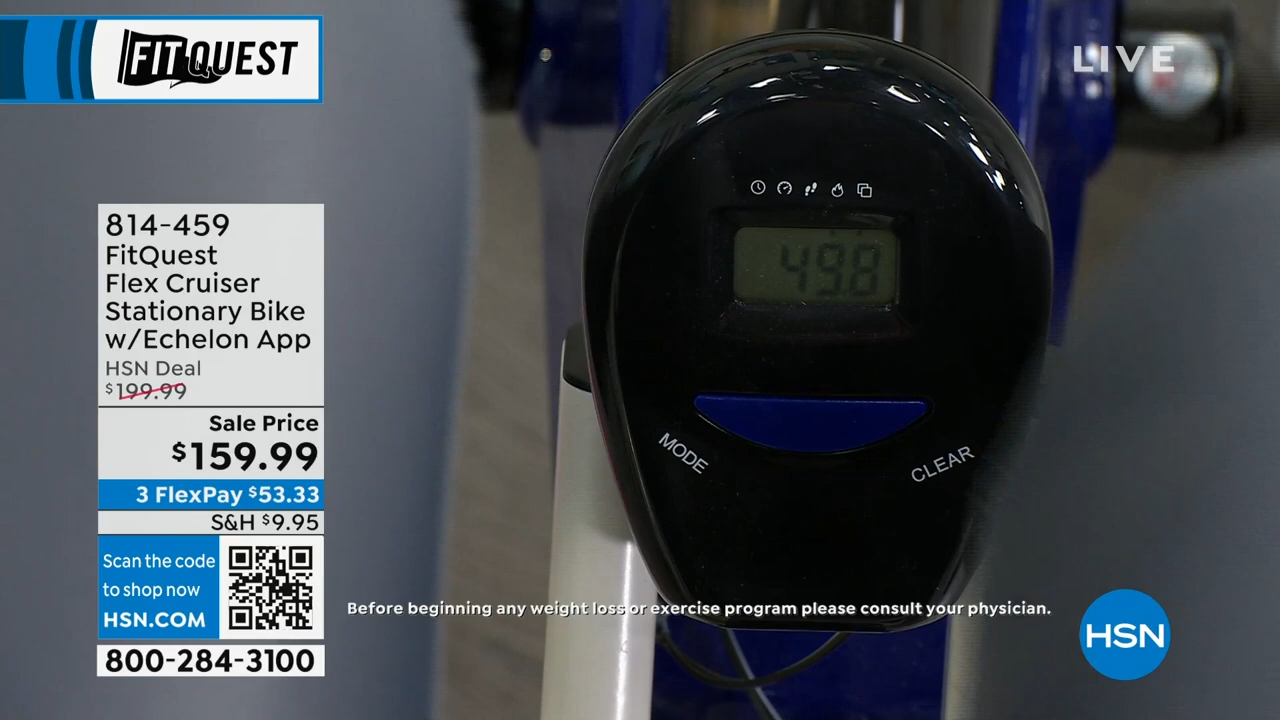 FITQUEST
LIVE
814-459
FitQuest
Flex Cruiser
Stationary Bike
w/Echelon App
HSN Deal
$199.99
Sale Price
$159.99
3 FlexPay $53.33
S&H $9.95
Scan the code
to shop now
HSN.COM
800-284-3100
498
MODE
CLEAR
Before beginning any weight loss or exercise program please consult your physician.
HSN